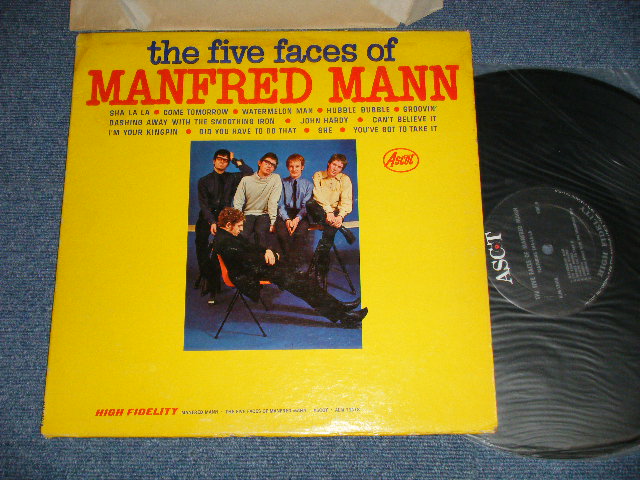 the five faces of
MANFRED MANN
SHA LA LA • COME TOMORROW • WATERMELON MAN • HUBBLE BUBBLE • GROOVIN'
DASHING AWAY WITH THE SMOOTHING IRON • JOHN HARDY • CAN'T BELIEVE IT
I'M YOUR KINGPIN • DID YOU HAVE TO DO THAT • SHE • YOU'VE GOT TO TAKE IT
Ascot
HIGH FIDELITY MANFRED MANN • THE FIVE FACES OF MANFRED MANN • ASCOT •
ASCOT